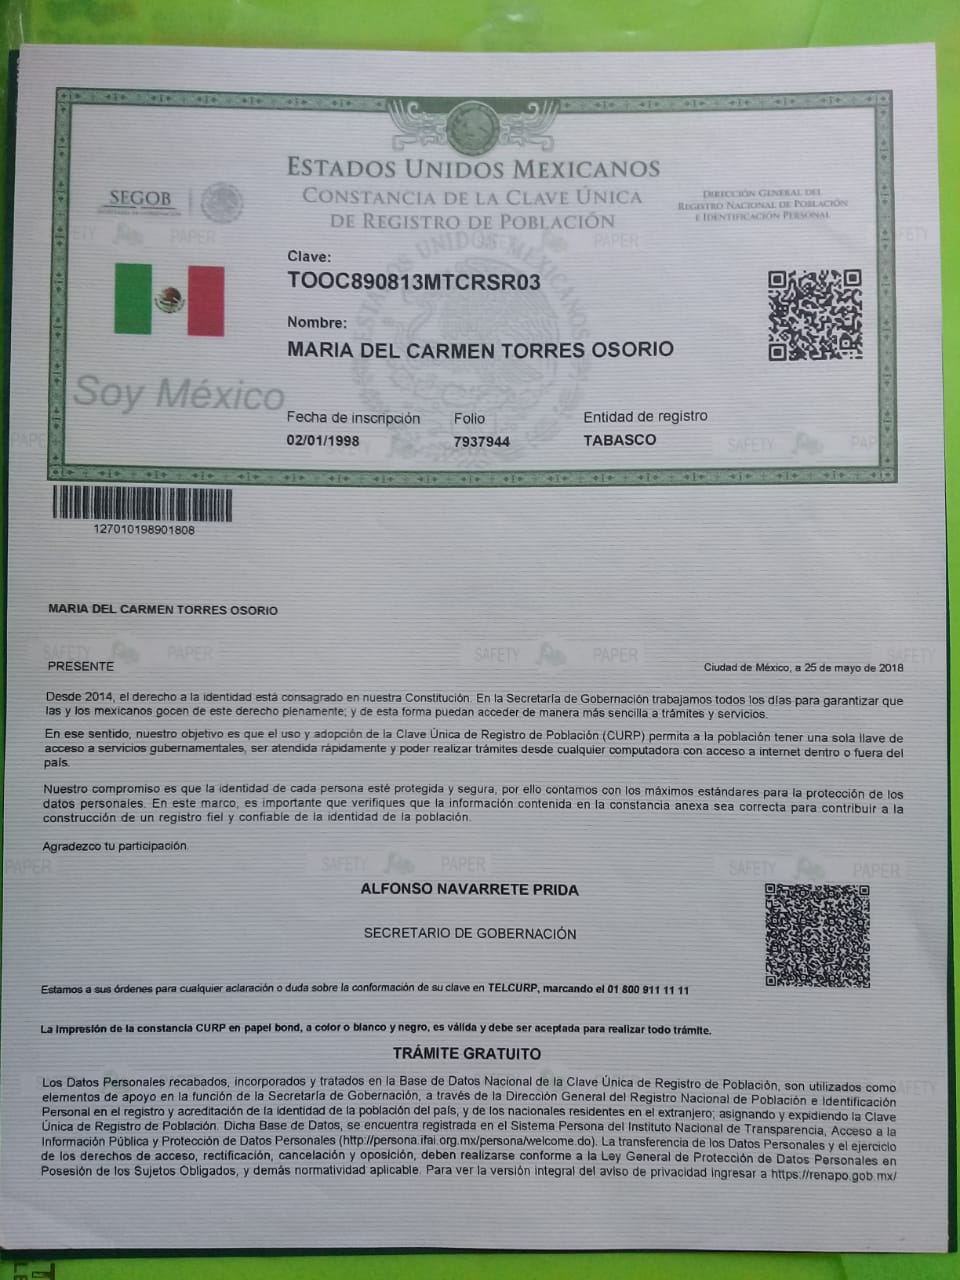 ESTADOS UNIDOS MEXICANOS
CONSTANCIA DE LA CLAVE ÚNICA
DE REGISTRO DE POBLACIÓN
SEGOB
DIRECCIÓN GENERAL DEL
REGISTRO NACIONAL DE POBLACIÓN
E IDENTIFICACIÓN PERSONAL
Clave:
TOOC890813MTCRSR03
Nombre:
MARIA DEL CARMEN TORRES OSORIO
Soy México
Fecha de inscripción Folio Entidad de registro
02/01/1998 7937944 TABASCO
127010198901808
MARIA DEL CARMEN TORRES OSORIO
SAFETY PAPER SAFETY PAPER SAFETY
PRESENTE
Ciudad de México, a 25 de mayo de 2018
Desde 2014, el derecho a la identidad está consagrado en nuestra Constitución. En la Secretaría de Gobernación trabajamos todos los días para garantizar que
las y los mexicanos gocen de este derecho plenamente; y de esta forma puedan acceder de manera más sencilla a trámites y servicios.
En ese sentido, nuestro objetivo es que el uso y adopción de la Clave Única de Registro de Población (CURP) permita a la población tener una sola llave de
acceso a servicios gubernamentales, ser atendida rápidamente y poder realizar trámites desde cualquier computadora con acceso a internet dentro o fuera del
país.
Nuestro compromiso es que la identidad de cada persona esté protegida y segura, por ello contamos con los máximos estándares para la protección de los
datos personales. En este marco, es importante que verifiques que la información contenida en la constancia anexa sea correcta para contribuir a la
construcción de un registro fiel y confiable de la identidad de la población.
Agradezco tu participación.
SAFETY PAPER SAFETY PAPER
ALFONSO NAVARRETE PRIDA
SECRETARIO DE GOBERNACIÓN
Estamos a sus órdenes para cualquier aclaración o duda sobre la conformación de su clave en TELCURP, marcando el 01 800 911 11 11
La Impresión de la constancia CURP en papel bond, a color o blanco y negro, es válida y debe ser aceptada para realizar todo trámite.
TRÁMITE GRATUITO
Los Datos Personales recabados, incorporados y tratados en la Base de Datos Nacional de la Clave Única de Registro de Población, son utilizados como
elementos de apoyo en la función de la Secretaría de Gobernación, a través de la Dirección General del Registro Nacional de Población e Identificación
Personal en el registro y acreditación de la identidad de la población del país, y de los nacionales residentes en el extranjero; asignando y expidiendo la Clave
Única de Registro de Población. Dicha Base de Datos, se encuentra registrada en el Sistema Persona del Instituto Nacional de Transparencia, Acceso a la
Información Pública y Protección de Datos Personales (http://persona.ifai.org.mx/persona/welcome.do). La transferencia de los Datos Personales y el ejercicio
de los derechos de acceso, rectificación, cancelación y oposición, deben realizarse conforme a la Ley General de Protección de Datos Personales en
Posesión de los Sujetos Obligados, y demás normatividad aplicable. Para ver la versión integral del aviso de privacidad ingresar a https://renapo.gob.mx/